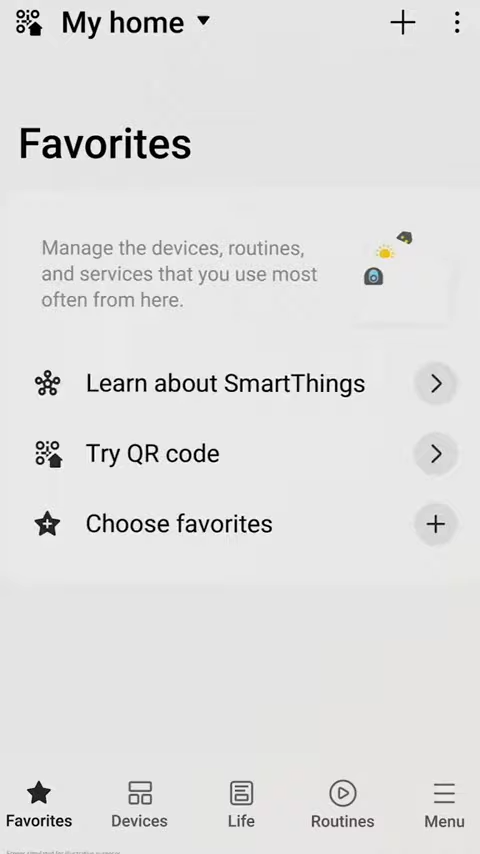 My home
Favorites
Manage the devices, routines,
and services that you use most
often from here.
Learn about SmartThings
Try QR code
Choose favorites
Favorites
Devices
Life
Routines
Menu